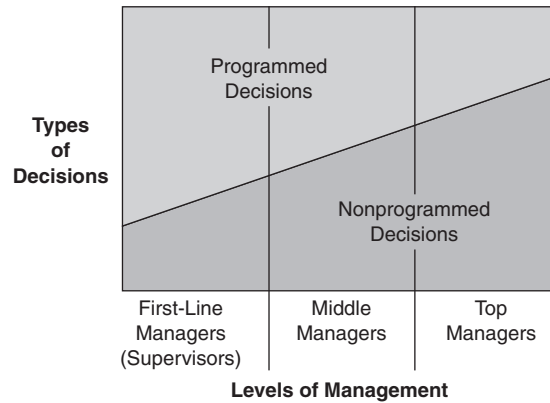 Programmed
Decisions
Types
of
Decisions
Nonprogrammed
Decisions
First-Line
Managers
(Supervisors)
Middle
Managers
Top
Managers
Levels of Management